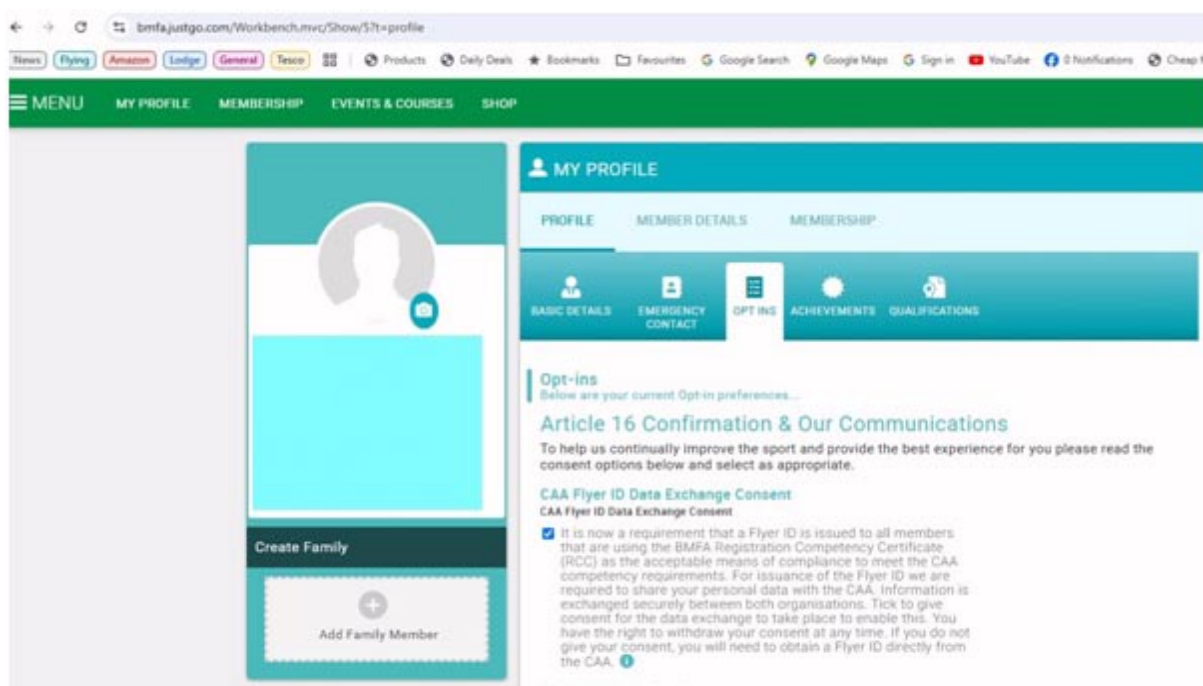 bmfa.justgo.com/Workbench.mvc/Show/5?t=profile
News Flying Amazon Lodge General Tesco Products Daily Deals Bookmarks Favourites Google Search Google Maps Sign in YouTube 0 Notifications Cheap
MENU MY PROFILE MEMBERSHIP EVENTS & COURSES SHOP
MY PROFILE
PROFILE MEMBER DETAILS MEMBERSHIP
BASIC DETAILS EMERGENCY CONTACT OPT INS ACHIEVEMENTS QUALIFICATIONS
Opt-ins
Below are your current Opt-in preferences...
Article 16 Confirmation & Our Communications
To help us continually improve the sport and provide the best experience for you please read the
consent options below and select as appropriate.
CAA Flyer ID Data Exchange Consent
CAA Flyer ID Data Exchange Consent
It is now a requirement that a Flyer ID is issued to all members
that are using the BMFA Registration Competency Certificate
(RCC) as the acceptable means of compliance to meet the CAA
competency requirements. For issuance of the Flyer ID we are
required to share your personal data with the CAA. Information is
exchanged securely between both organisations. Tick to give
consent for the data exchange to take place to enable this. You
have the right to withdraw your consent at any time. If you do not
give your consent, you will need to obtain a Flyer ID directly from
the CAA.
Create Family
Add Family Member